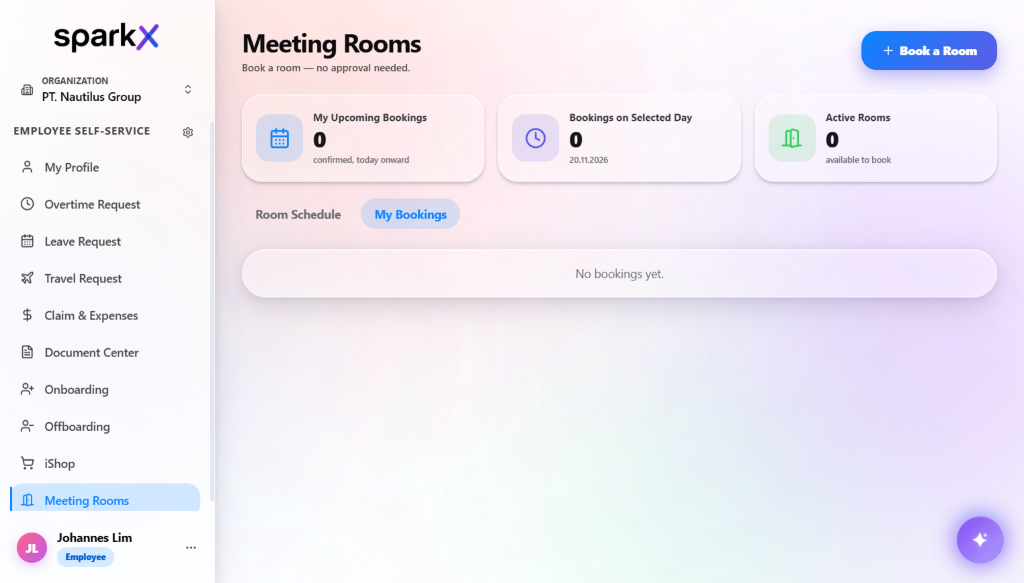 sparkX
ORGANIZATION
PT. Nautilus Group
EMPLOYEE SELF-SERVICE
My Profile
Overtime Request
Leave Request
Travel Request
Claim & Expenses
Document Center
Onboarding
Offboarding
iShop
Meeting Rooms
JL
Johannes Lim
Employee
Meeting Rooms
Book a room — no approval needed.
+ Book a Room
My Upcoming Bookings
0
confirmed, today onward
Bookings on Selected Day
0
20.11.2026
Active Rooms
0
available to book
Room Schedule
My Bookings
No bookings yet.